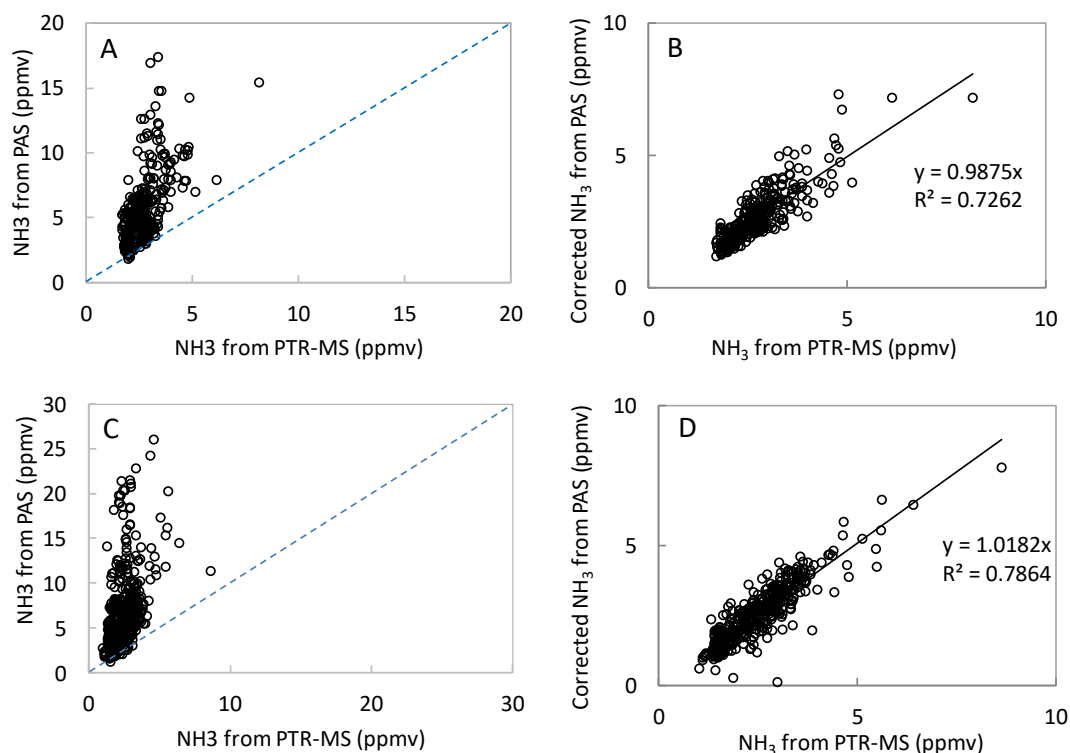 A
NH3 from PAS (ppmv)
20
15
10
5
0
0 5 10 15 20
NH3 from PTR-MS (ppmv)
B
Corrected NH₃ from PAS (ppmv)
10
5
0
y = 0.9875x
R² = 0.7262
0 5 10
NH₃ from PTR-MS (ppmv)
C
NH3 from PAS (ppmv)
30
25
20
15
10
5
0
0 10 20 30
NH3 from PTR-MS (ppmv)
D
Corrected NH₃ from PAS (ppmv)
10
5
0
y = 1.0182x
R² = 0.7864
0 5 10
NH₃ from PTR-MS (ppmv)